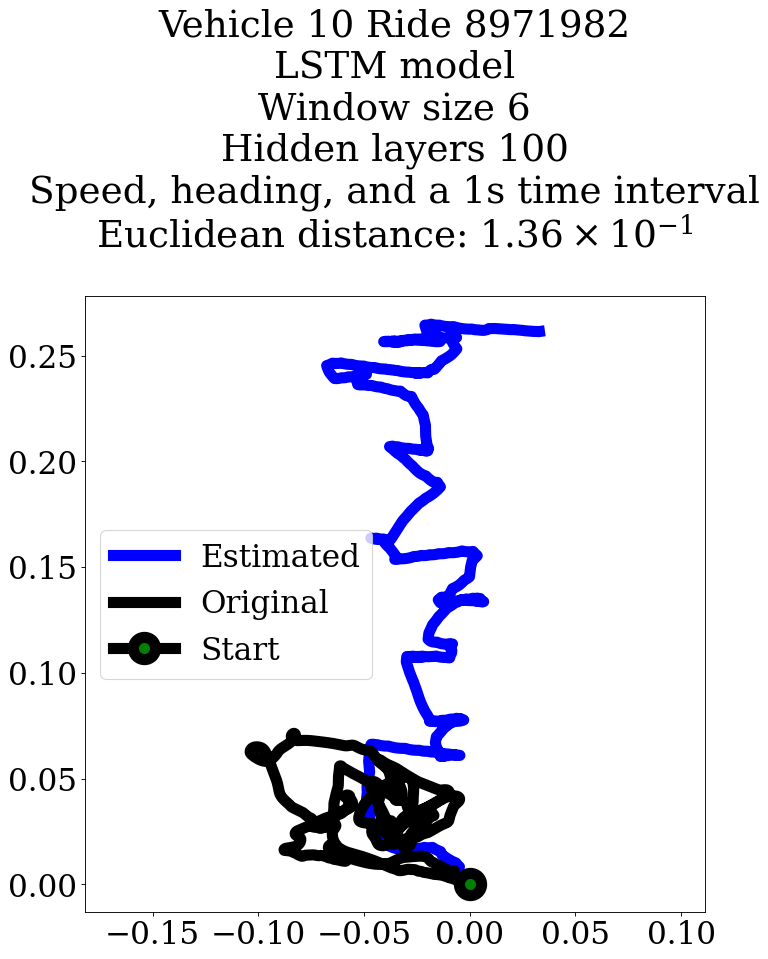 Vehicle 10 Ride 8971982
LSTM model
Window size 6
Hidden layers 100
Speed, heading, and a 1s time interval
Euclidean distance: 1.36 × 10⁻¹
0.25
0.20
0.15
0.10
0.05
0.00
Estimated
Original
Start
−0.15 −0.10 −0.05 0.00 0.05 0.10